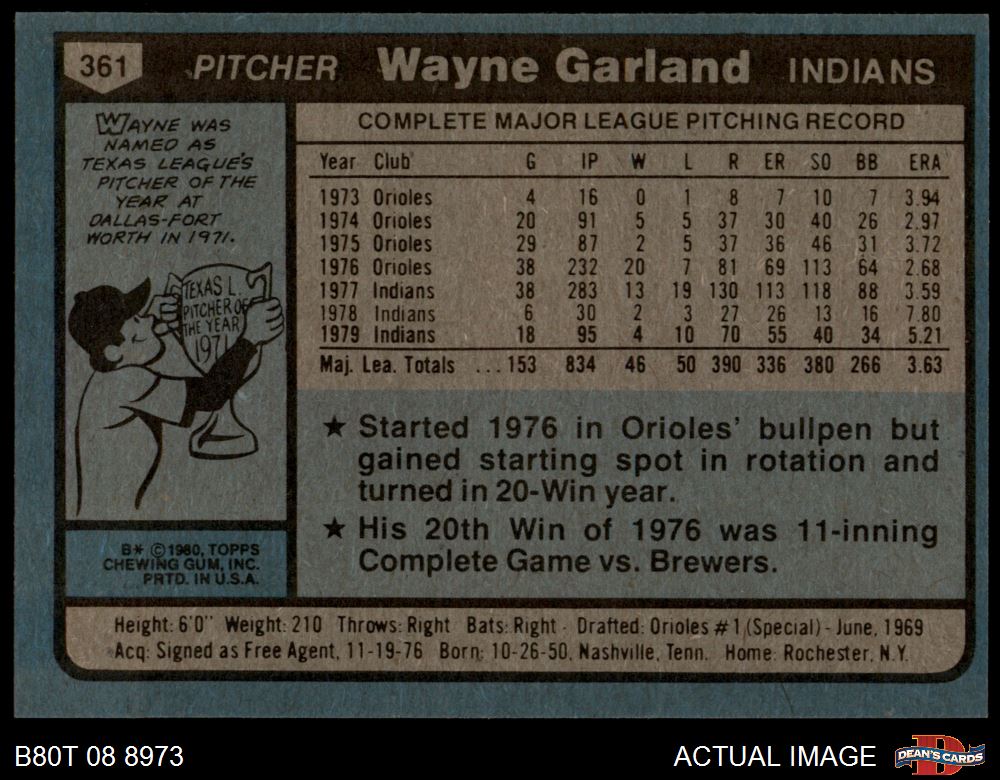 361 PITCHER Wayne Garland INDIANS
WAYNE WAS
NAMED AS
TEXAS LEAGUE'S
PITCHER OF THE
YEAR AT
DALLAS-FORT
WORTH IN 1971.
TEXAS L.
PITCHER OF
THE YEAR
1971
B* © 1980, TOPPS
CHEWING GUM, INC.
PRTD. IN U.S.A.
COMPLETE MAJOR LEAGUE PITCHING RECORD
Year Club G IP W L R ER SO BB ERA
1973 Orioles 4 16 0 1 8 7 10 7 3.94
1974 Orioles 20 91 5 5 37 30 40 26 2.97
1975 Orioles 29 87 2 5 37 36 46 31 3.72
1976 Orioles 38 232 20 7 81 69 113 64 2.68
1977 Indians 38 283 13 19 130 113 118 88 3.59
1978 Indians 6 30 2 3 27 26 13 16 7.80
1979 Indians 18 95 4 10 70 55 40 34 5.21
Maj. Lea. Totals ... 153 834 46 50 390 336 380 266 3.63
★ Started 1976 in Orioles' bullpen but
gained starting spot in rotation and
turned in 20-Win year.
★ His 20th Win of 1976 was 11-inning
Complete Game vs. Brewers.
Height: 6'0" Weight: 210 Throws: Right Bats: Right · Drafted: Orioles #1 (Special) - June, 1969
Acq: Signed as Free Agent, 11-19-76 Born: 10-26-50, Nashville, Tenn. Home: Rochester, N.Y.
B80T 08 8973 ACTUAL IMAGE DEAN'S CARDS